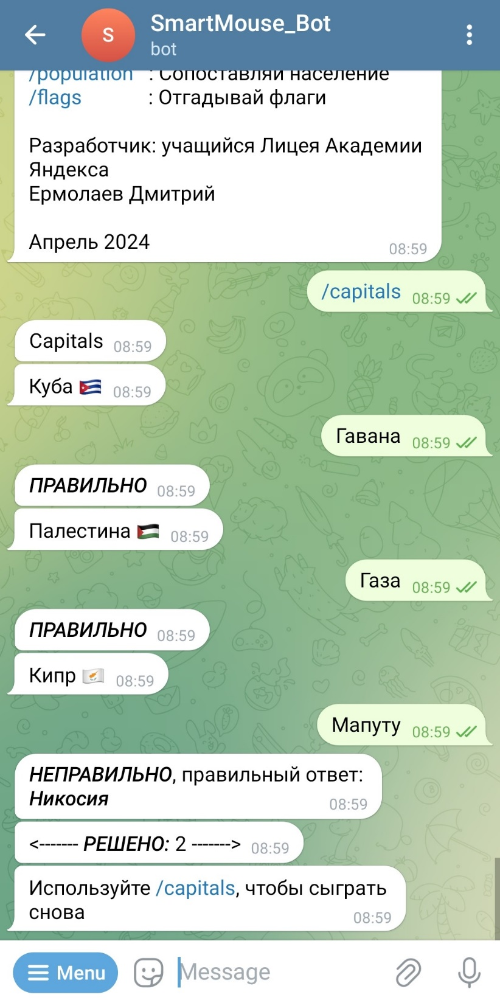 SmartMouse_Bot
bot
/population : Сопоставляй население
/flags : Отгадывай флаги
Разработчик: учащийся Лицея Академии
Яндекса
Ермолаев Дмитрий
Апрель 2024
08:59
/capitals 08:59
Capitals 08:59
Куба 🇨🇺 08:59
Гавана 08:59
ПРАВИЛЬНО 08:59
Палестина 🇵🇸 08:59
Газа 08:59
ПРАВИЛЬНО 08:59
Кипр 🇨🇾 08:59
Мапуту 08:59
НЕПРАВИЛЬНО, правильный ответ:
Никосия 08:59
<------- РЕШЕНО: 2 -------> 08:59
Используйте /capitals, чтобы сыграть
снова 08:59
Menu Message